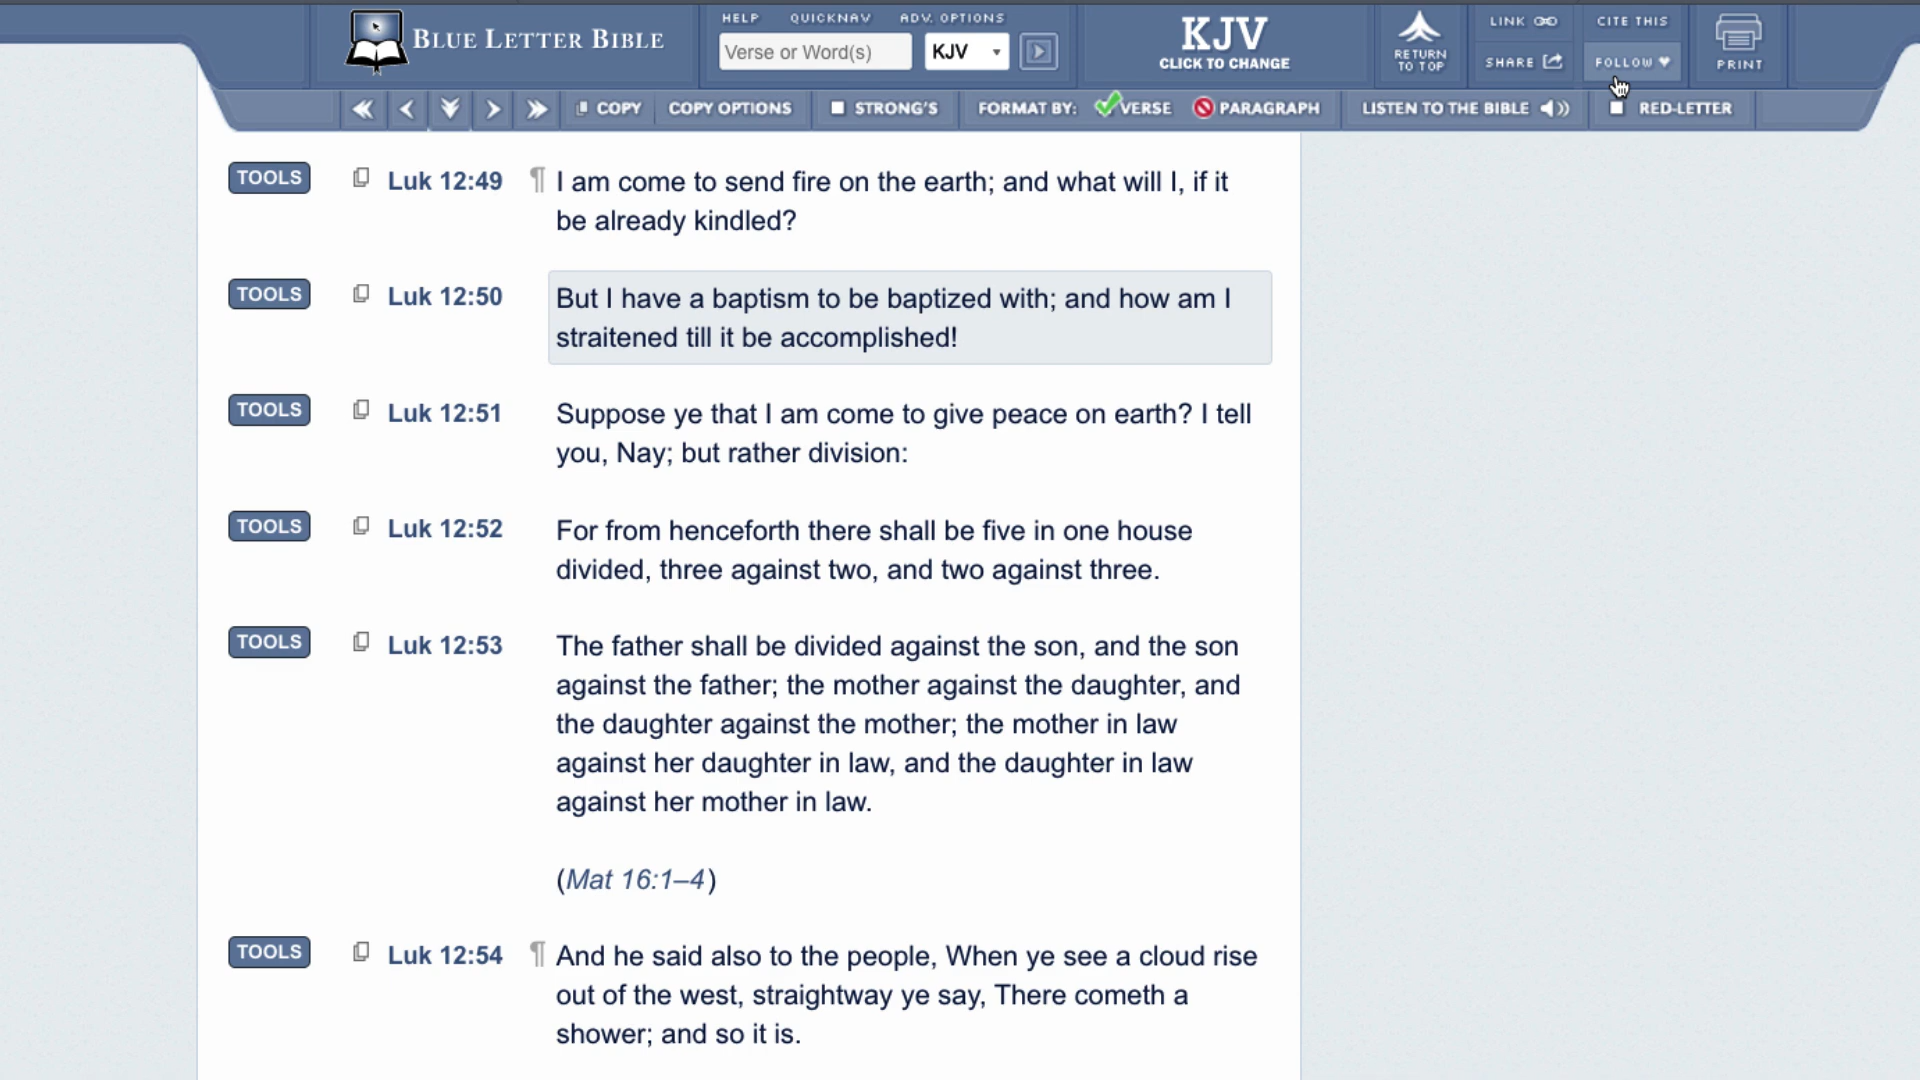 BLUE LETTER BIBLE
HELP QUICKNAV ADV. OPTIONS
Verse or Word(s) KJV
KJV
CLICK TO CHANGE
RETURN
TO TOP
LINK
SHARE
CITE THIS
FOLLOW
PRINT
COPY COPY OPTIONS STRONG'S FORMAT BY: VERSE PARAGRAPH LISTEN TO THE BIBLE RED-LETTER
TOOLS Luk 12:49 ¶ I am come to send fire on the earth; and what will I, if it
be already kindled?
TOOLS Luk 12:50 But I have a baptism to be baptized with; and how am I
straitened till it be accomplished!
TOOLS Luk 12:51 Suppose ye that I am come to give peace on earth? I tell
you, Nay; but rather division:
TOOLS Luk 12:52 For from henceforth there shall be five in one house
divided, three against two, and two against three.
TOOLS Luk 12:53 The father shall be divided against the son, and the son
against the father; the mother against the daughter, and
the daughter against the mother; the mother in law
against her daughter in law, and the daughter in law
against her mother in law.
(Mat 16:1–4)
TOOLS Luk 12:54 ¶ And he said also to the people, When ye see a cloud rise
out of the west, straightway ye say, There cometh a
shower; and so it is.